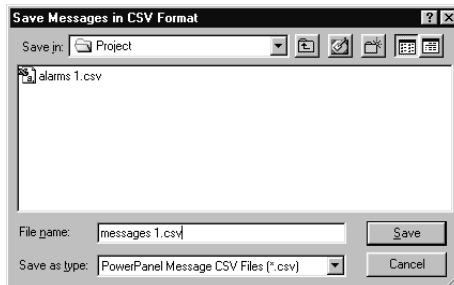 Save Messages in CSV Format
Save in: Project
alarms 1.csv
File name: messages 1.csv Save
Save as type: PowerPanel Message CSV Files (*.csv) Cancel